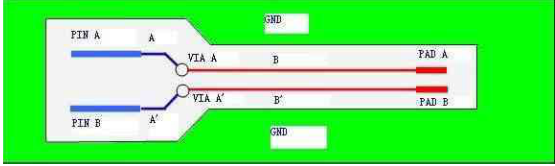 GND
PIN A
A
VIA A
B
PAD A
VIA A'
B'
PAD B
PIN B
A'
GND